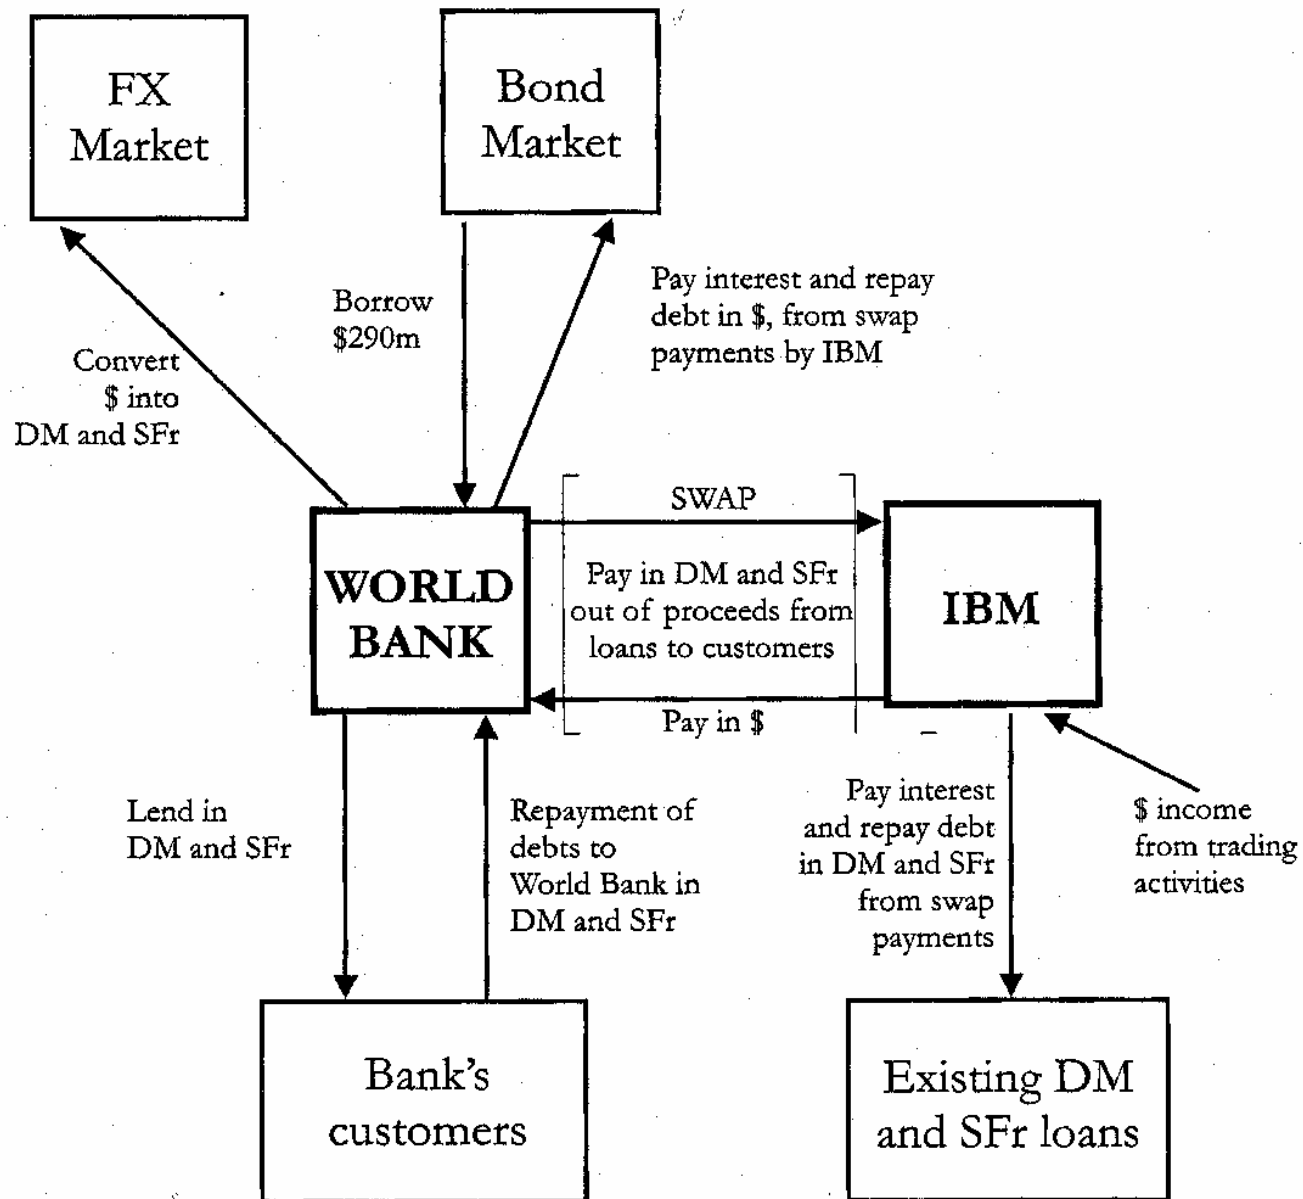 FX
Market
Bond
Market
Borrow
$290m
Pay interest and repay
debt in $, from swap
payments by IBM
Convert
$ into
DM and SFr
SWAP
WORLD
BANK
Pay in DM and SFr
out of proceeds from
loans to customers
IBM
Pay in $
Lend in
DM and SFr
Repayment of
debts to
World Bank in
DM and SFr
Pay interest
and repay debt
in DM and SFr
from swap
payments
$ income
from trading
activities
Bank's
customers
Existing DM
and SFr loans